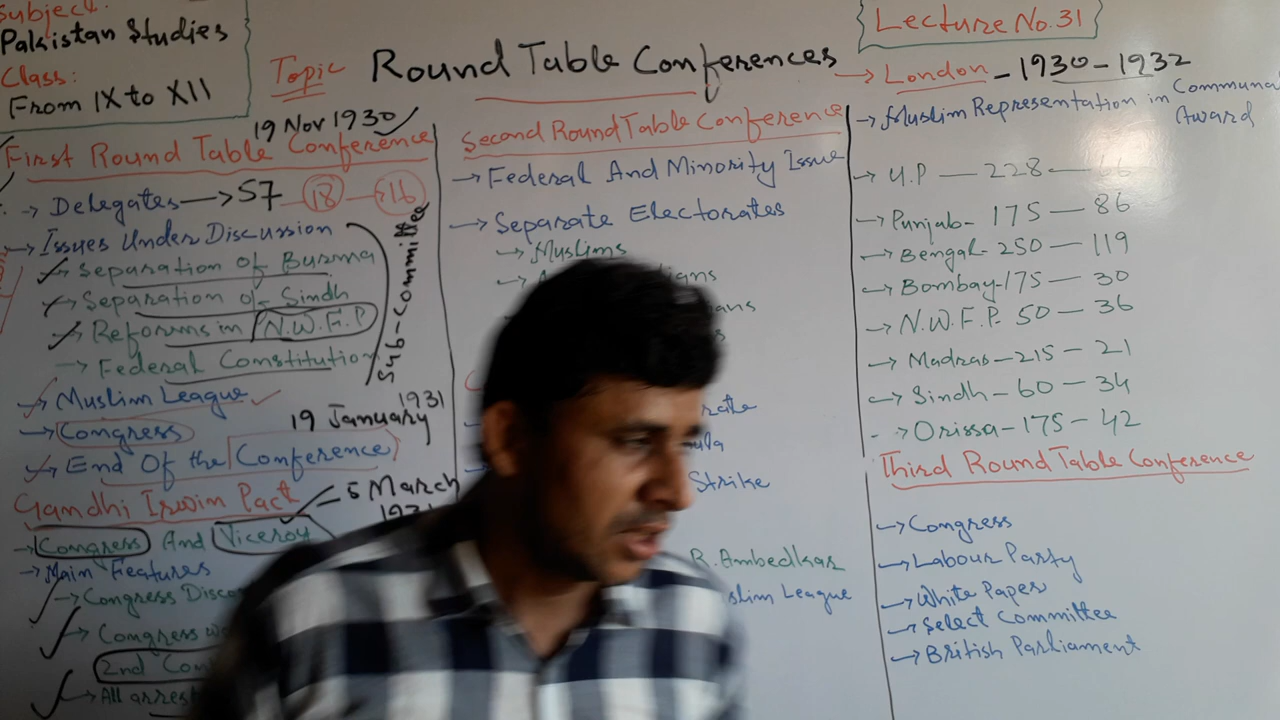 Subject:
Pakistan Studies
Class:
From IX to XII
Topic Round Table Conferences
Lecture No. 31
→ London - 1930 - 1932
19 Nov 1930
First Round Table Conference
→ Delegates → 57 18 → 16
→ Issues Under Discussion
Sub-committee
→ Separation of Burma
→ Separation of Sindh
→ Reforms in N.W.F.P
→ Federal Constitution
→ Muslim League
→ Congress
19 January 1931
→ End Of the Conference
Gandhi Irwin Pact
= 5 March
→ Congress And Viceroy
→ Main Features
→ Congress
→ Congress
2nd
→ All
Second Round Table Conference
→ Federal And Minority Issue
→ Separate Electorates
→ Muslims
Strike
R. Ambedkar
League
→ Muslim Representation in Communal
Award
→ U.P — 228 — 66
→ Punjab - 175 — 86
→ Bengal - 250 — 119
→ Bombay - 175 — 30
→ N.W.F.P. 50 — 36
→ Madras - 215 - 21
→ Sindh - 60 - 34
→ Orissa - 175 - 42
Third Round Table Conference
→ Congress
→ Labour Party
→ White Paper
→ Select Committee
→ British Parliament